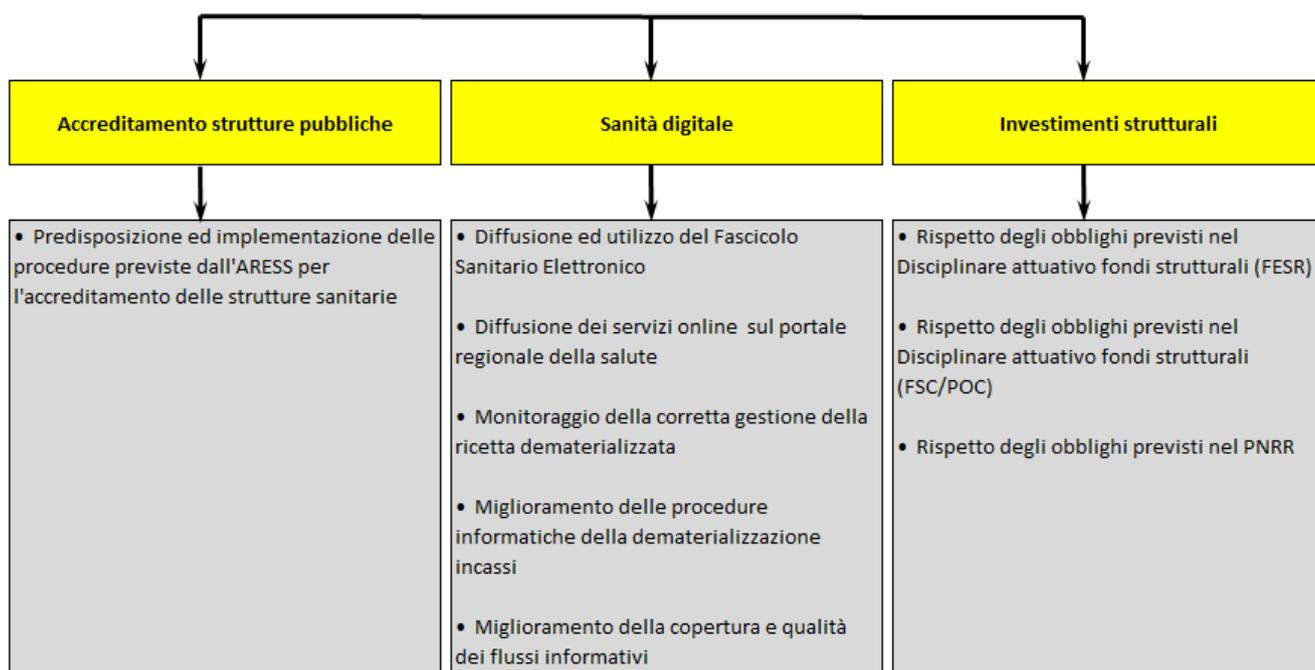 Accreditamento strutture pubbliche
Sanità digitale
Investimenti strutturali
• Predisposizione ed implementazione delle
procedure previste dall'ARESS per
l'accreditamento delle strutture sanitarie
• Diffusione ed utilizzo del Fascicolo
Sanitario Elettronico
• Diffusione dei servizi online  sul portale
regionale della salute
• Monitoraggio della corretta gestione della
ricetta dematerializzata
• Miglioramento delle procedure
informatiche della dematerializzazione
incassi
• Miglioramento della copertura e qualità
dei flussi informativi
• Rispetto degli obblighi previsti nel
Disciplinare attuativo fondi strutturali (FESR)
• Rispetto degli obblighi previsti nel
Disciplinare attuativo fondi strutturali
(FSC/POC)
• Rispetto degli obblighi previsti nel PNRR